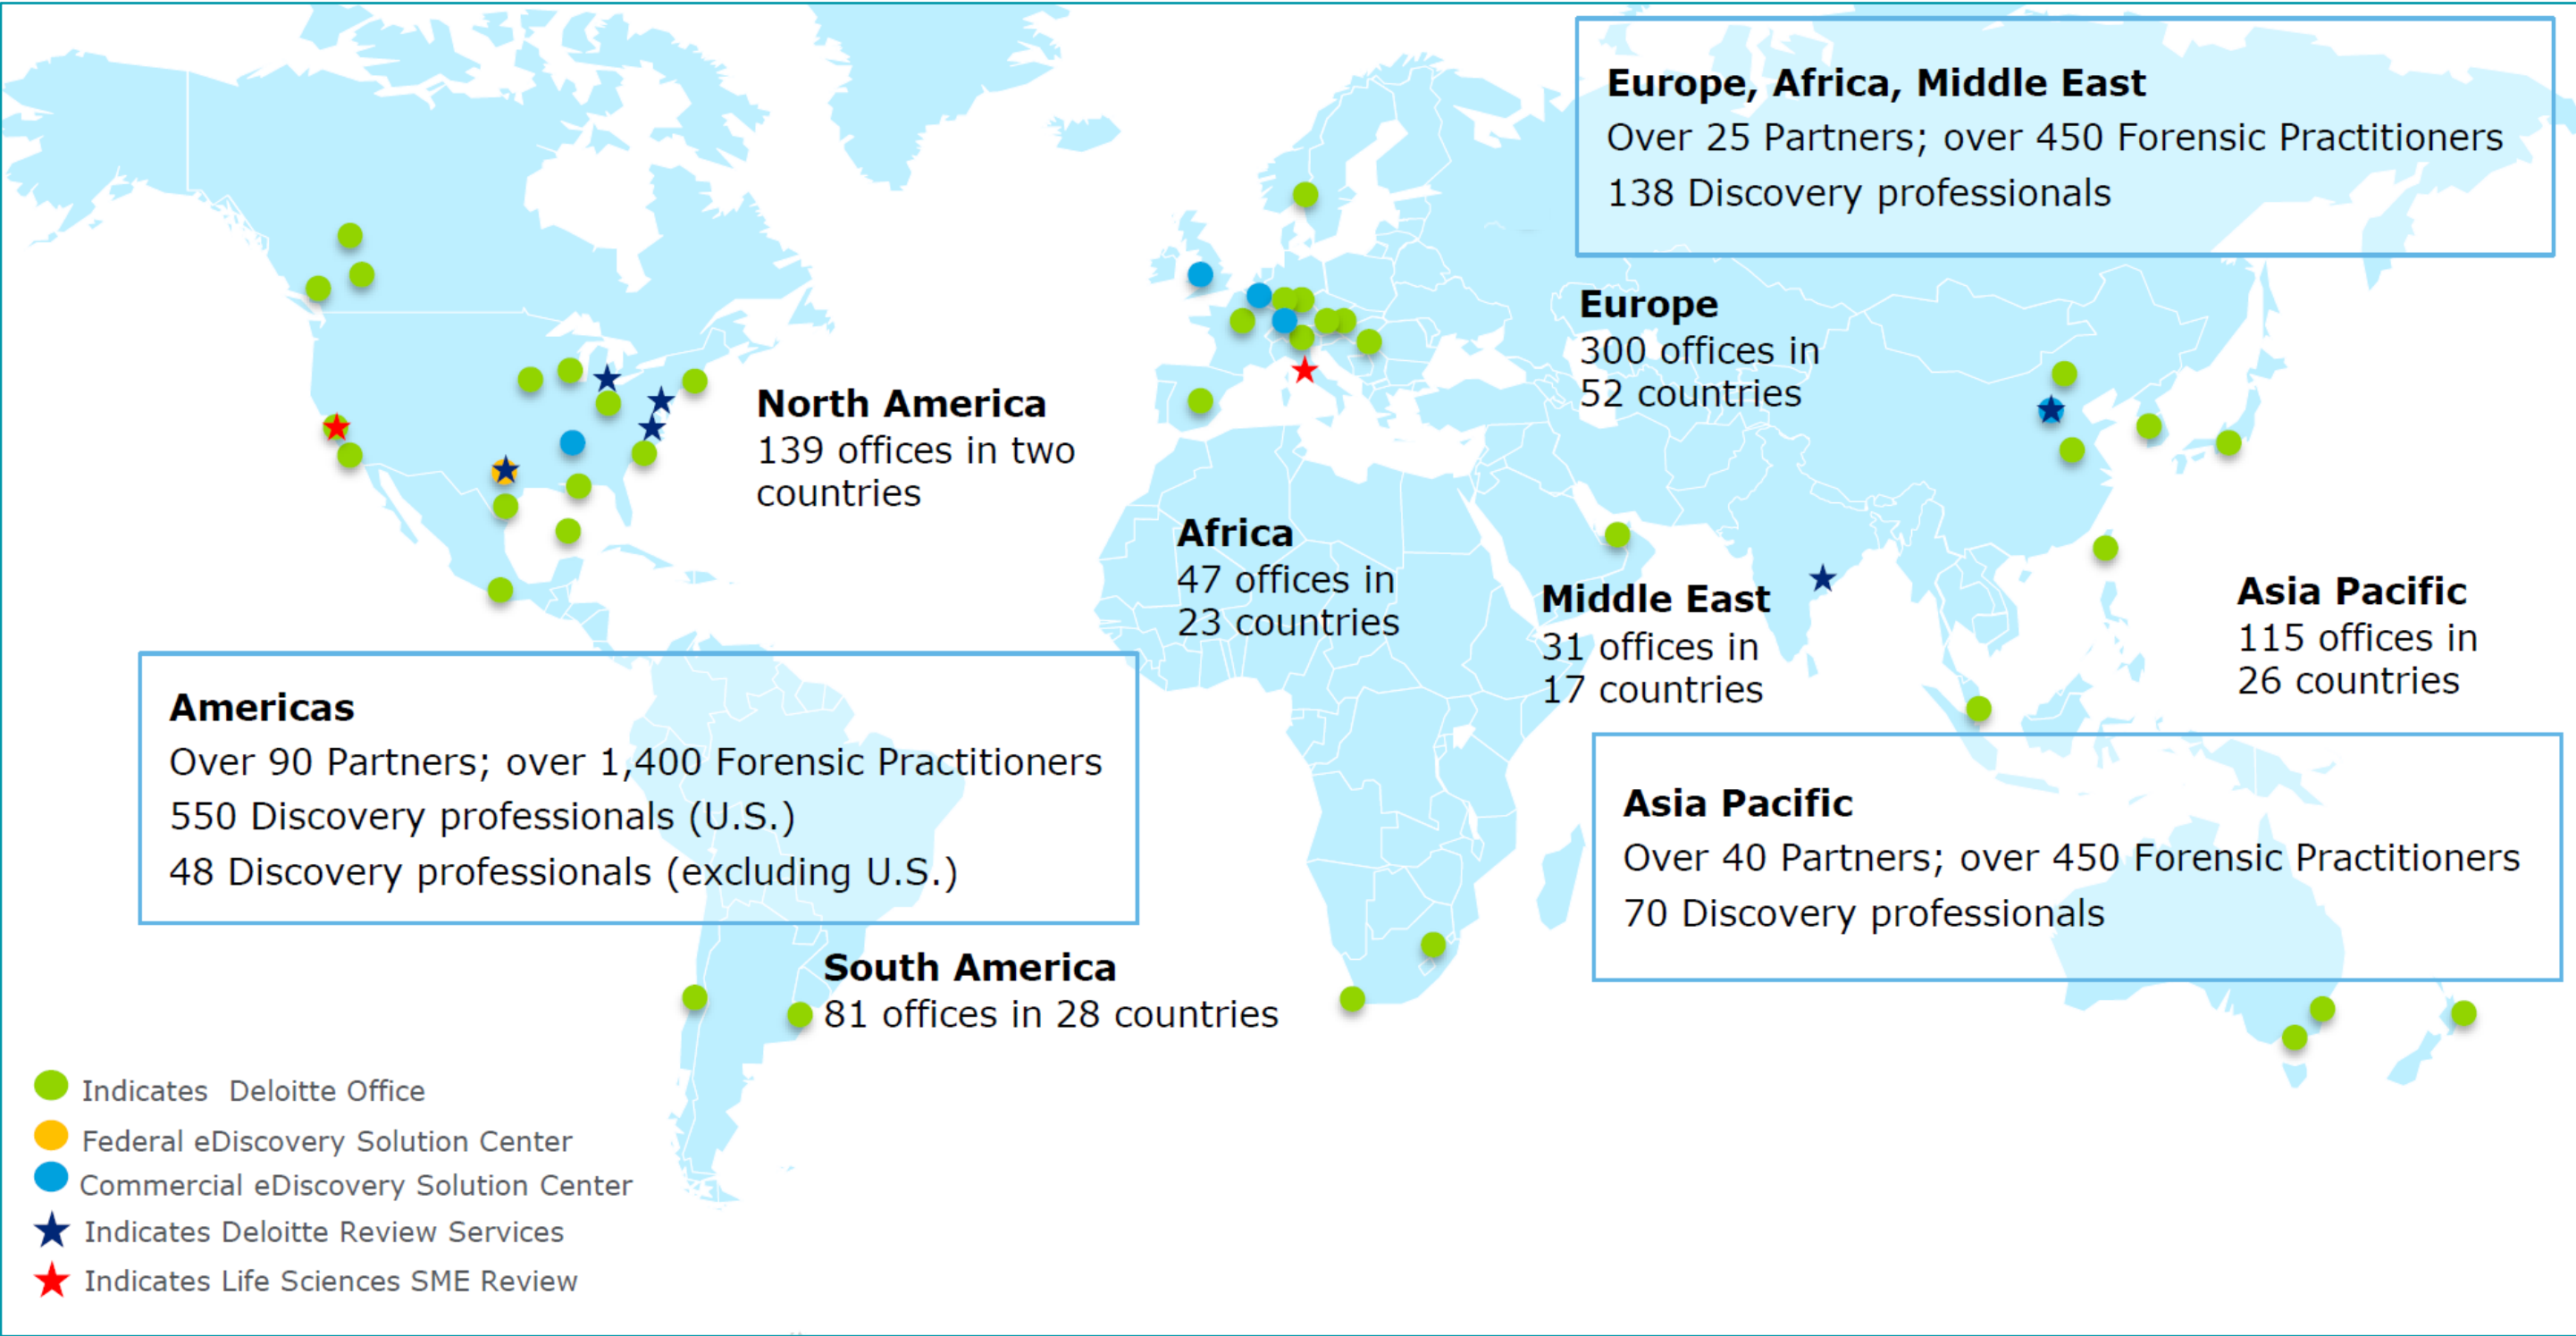 Europe, Africa, Middle East
Over 25 Partners; over 450 Forensic Practitioners
138 Discovery professionals
Europe
300 offices in
52 countries
North America
139 offices in two
countries
Africa
47 offices in
23 countries
Middle East
31 offices in
17 countries
Asia Pacific
115 offices in
26 countries
Americas
Over 90 Partners; over 1,400 Forensic Practitioners
550 Discovery professionals (U.S.)
48 Discovery professionals (excluding U.S.)
Asia Pacific
Over 40 Partners; over 450 Forensic Practitioners
70 Discovery professionals
South America
81 offices in 28 countries
Indicates Deloitte Office
Federal eDiscovery Solution Center
Commercial eDiscovery Solution Center
Indicates Deloitte Review Services
Indicates Life Sciences SME Review